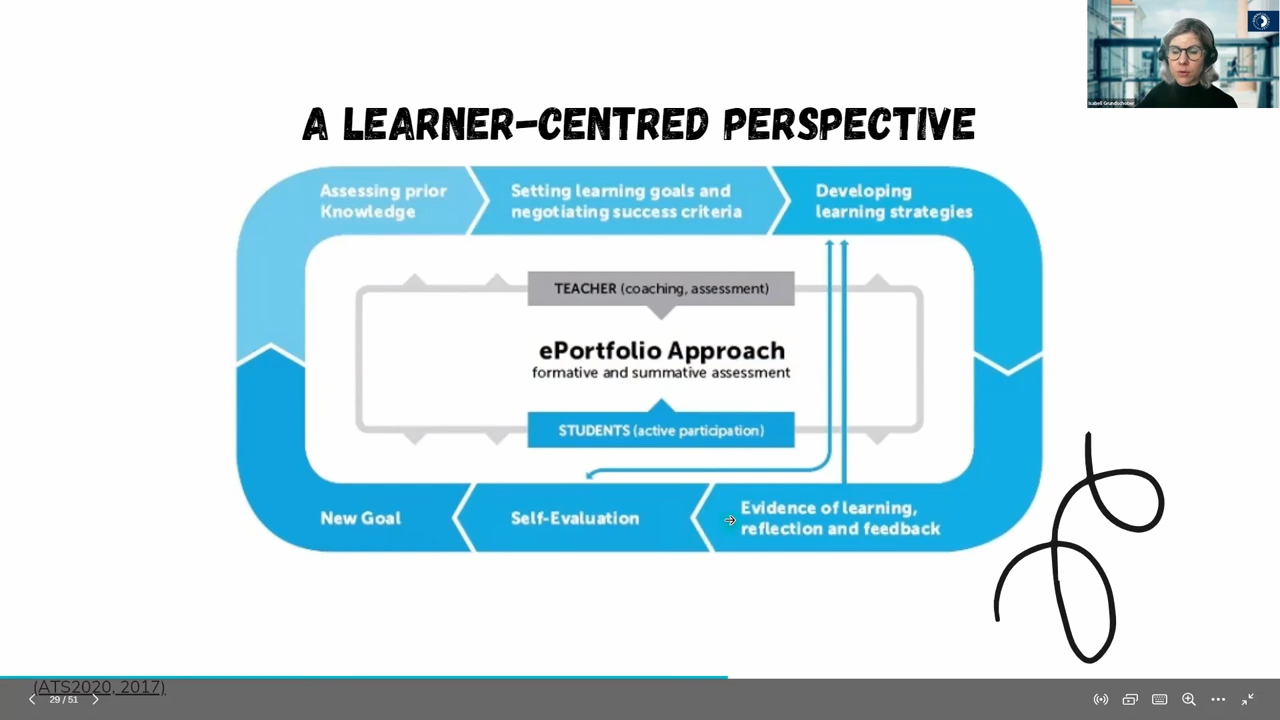 Isabell Grundschober
A LEARNER-CENTRED PERSPECTIVE
Assessing prior
Knowledge
Setting learning goals and
negotiating success criteria
Developing
learning strategies
TEACHER (coaching, assessment)
ePortfolio Approach
formative and summative assessment
STUDENTS (active participation)
New Goal
Self-Evaluation
Evidence of learning,
reflection and feedback
(ATS2020, 2017)
29 / 51